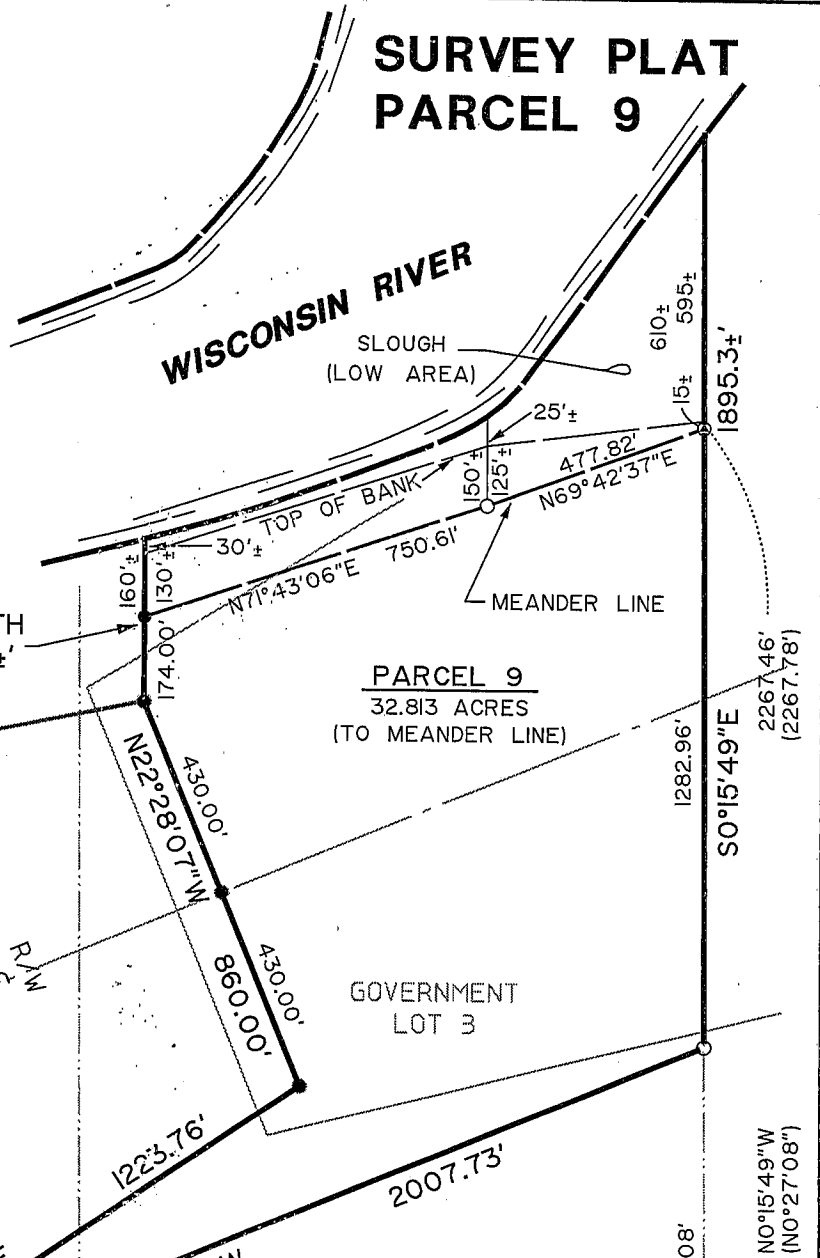 SURVEY PLAT
PARCEL 9
WISCONSIN RIVER
SLOUGH
(LOW AREA)
610±
595±
15±
1895.3±'
25'±
150'±
125'±
477.82'
N69°42'37"E
TOP OF BANK
30'±
160'±
130'±
N71°43'06"E 750.61'
MEANDER LINE
TH
±'
174.00'
PARCEL 9
32.813 ACRES
(TO MEANDER LINE)
2267.46'
(2267.78')
1282.96'
S0°15'49"E
N22°28'07"W
860.00'
430.00'
430.00'
R/W
GOVERNMENT
LOT 3
1223.76'
2007.73'
W
08'
N0°15'49"W
(N0°27'08")